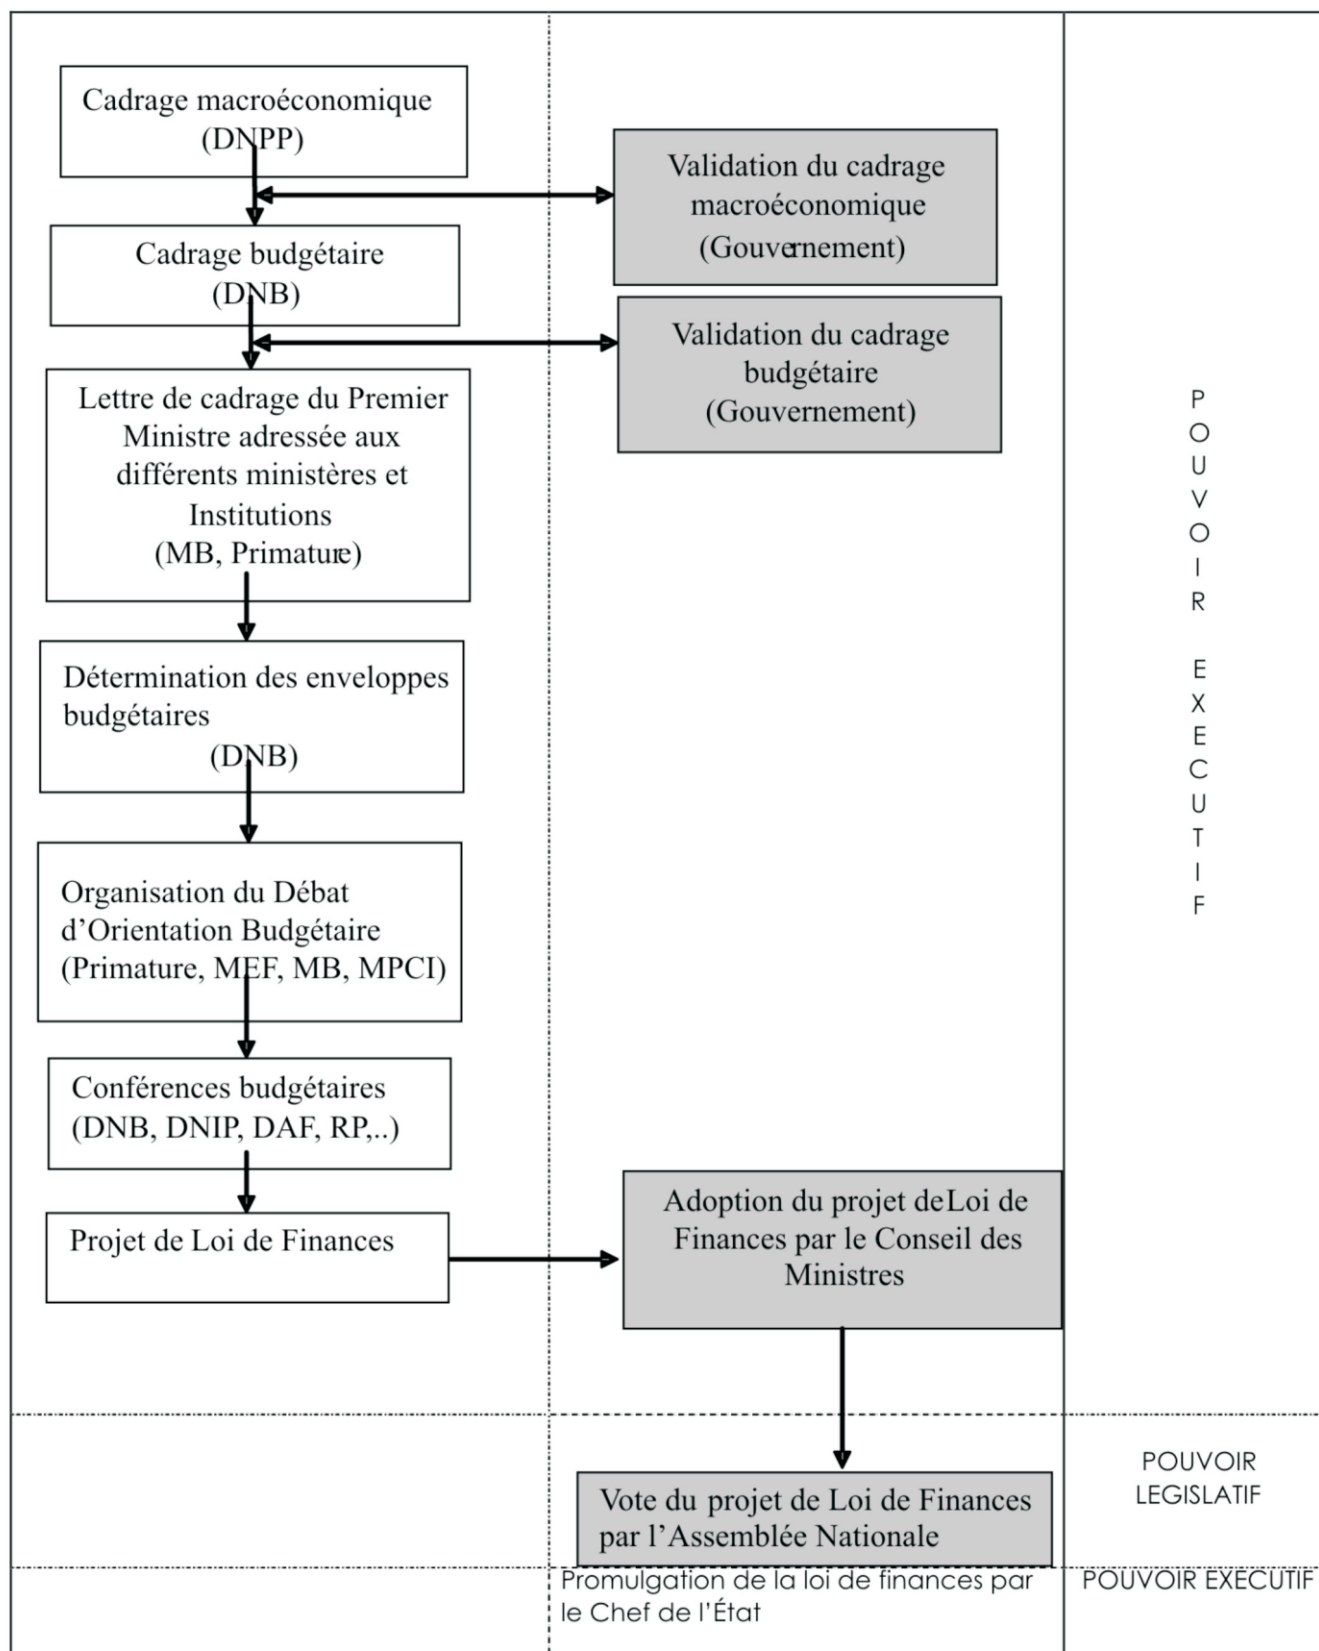 Cadrage macroéconomique
(DNPP)
Validation du cadrage
macroéconomique
(Gouvernement)
Cadrage budgétaire
(DNB)
Validation du cadrage
budgétaire
(Gouvernement)
Lettre de cadrage du Premier
Ministre adressée aux
différents ministères et
Institutions
(MB, Primature)
Détermination des enveloppes
budgétaires
(DNB)
Organisation du Débat
d’Orientation Budgétaire
(Primature, MEF, MB, MPCI)
Conférences budgétaires
(DNB, DNIP, DAF, RP,..)
Projet de Loi de Finances
Adoption du projet de Loi de
Finances par le Conseil des
Ministres
POUVOIR EXECUTIF
Vote du projet de Loi de Finances
par l’Assemblée Nationale
POUVOIR
LEGISLATIF
Promulgation de la loi de finances par
le Chef de l’État
POUVOIR EXECUTIF